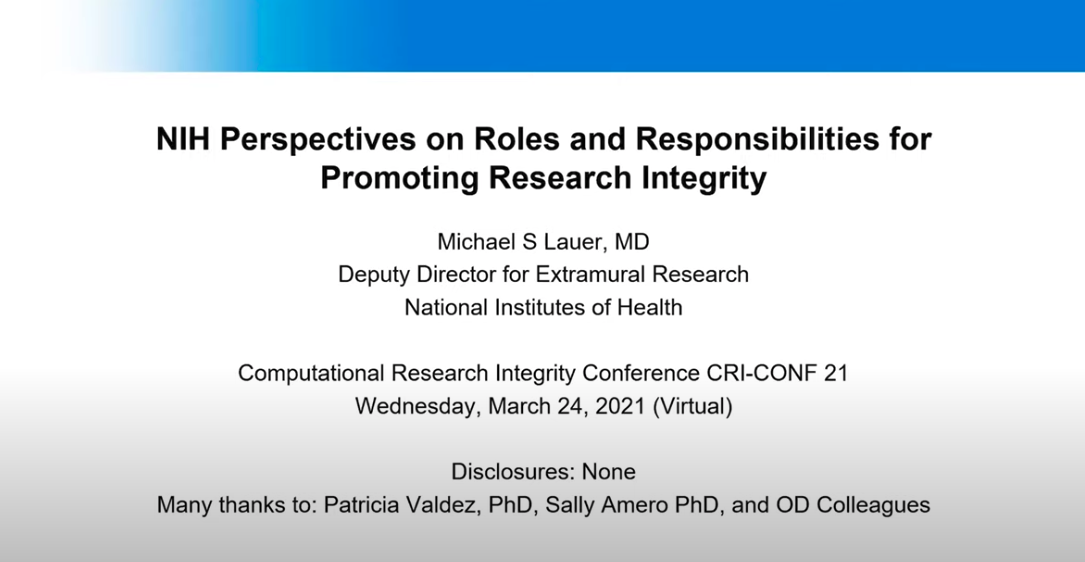 NIH Perspectives on Roles and Responsibilities for
Promoting Research Integrity
Michael S Lauer, MD
Deputy Director for Extramural Research
National Institutes of Health
Computational Research Integrity Conference CRI-CONF 21
Wednesday, March 24, 2021 (Virtual)
Disclosures: None
Many thanks to: Patricia Valdez, PhD, Sally Amero PhD, and OD Colleagues